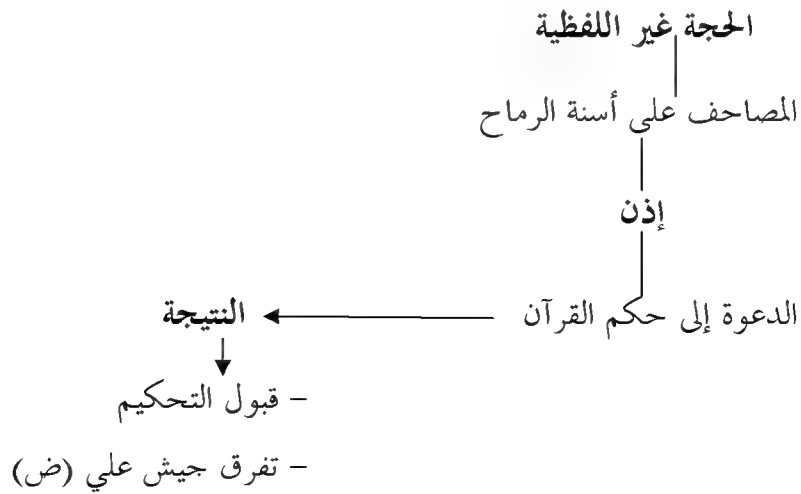 الحجة غير اللفظية
المصاحف على أسنة الرماح
إذن
الدعوة إلى حكم القرآن
النتيجة
– قبول التحكيم
– تفرق جيش علي (ض)